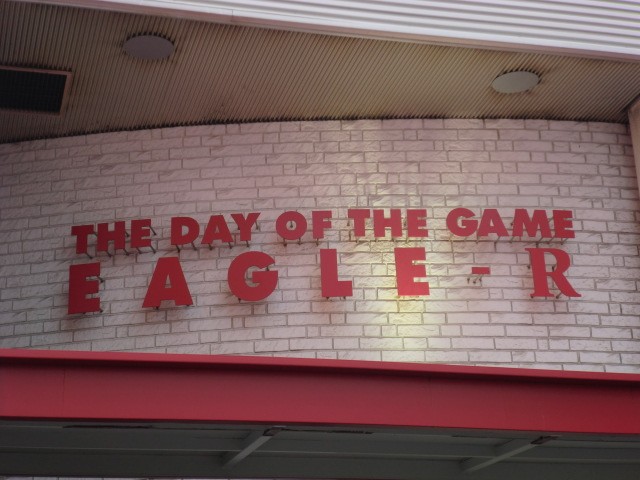 THE DAY OF THE GAME
EAGLE-R